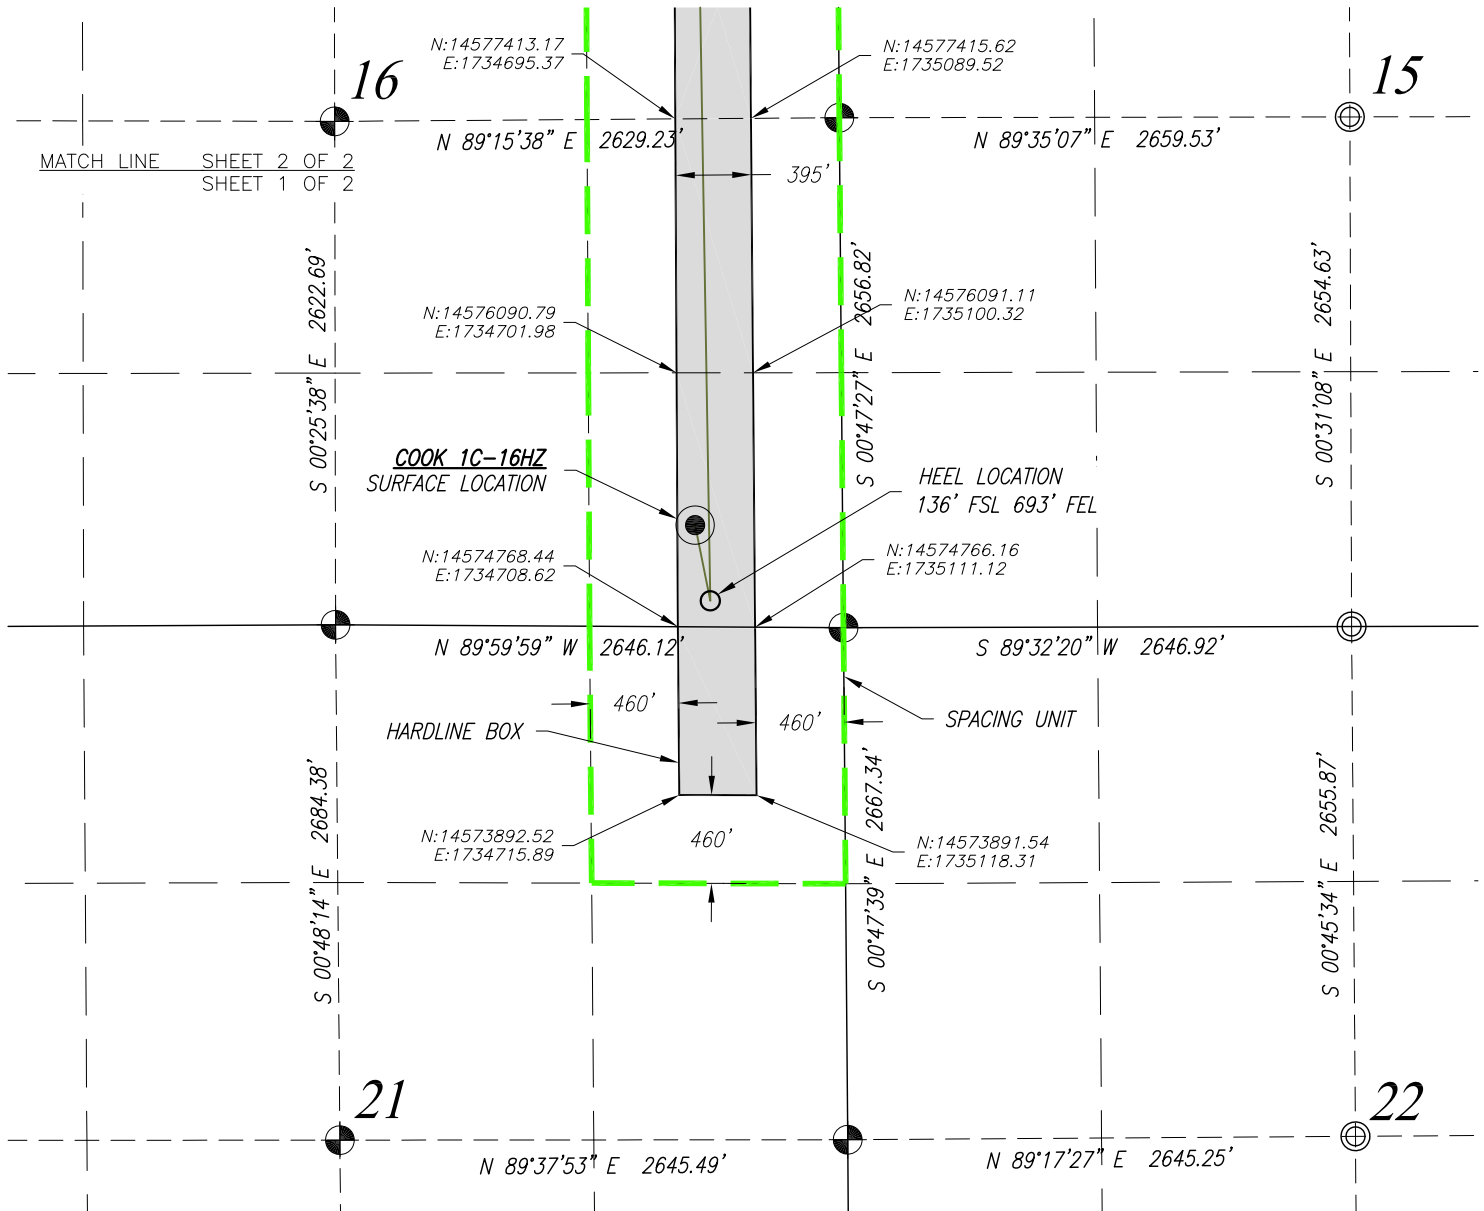 N:14577413.17
E:1734695.37
N:14577415.62
E:1735089.52
16
15
N 89°15'38" E 2629.23'
N 89°35'07" E 2659.53'
MATCH LINE SHEET 2 OF 2
SHEET 1 OF 2
395'
S 00°25'38" E 2622.69'
S 00°47'27" E 2656.82'
S 00°31'08" E 2654.63'
N:14576090.79
E:1734701.98
N:14576091.11
E:1735100.32
COOK 1C-16HZ
SURFACE LOCATION
HEEL LOCATION
136' FSL 693' FEL
N:14574768.44
E:1734708.62
N:14574766.16
E:1735111.12
N 89°59'59" W 2646.12'
S 89°32'20" W 2646.92'
460'
460'
HARDLINE BOX
SPACING UNIT
S 00°48'14" E 2684.38'
S 00°47'39" E 2667.34'
S 00°45'34" E 2655.87'
N:14573892.52
E:1734715.89
460'
N:14573891.54
E:1735118.31
21
22
N 89°37'53" E 2645.49'
N 89°17'27" E 2645.25'